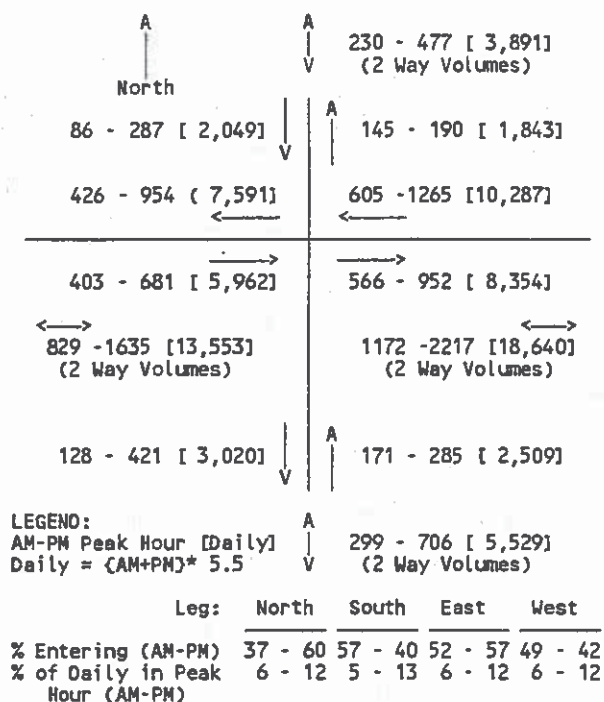 A A
230 - 477 [ 3,891]
V (2 Way Volumes)
North
86 - 287 [ 2,049] A 145 - 190 [ 1,843]
V
426 - 954 ( 7,591] 605 -1265 [10,287]
403 - 681 [ 5,962] 566 - 952 [ 8,354]
829 -1635 [13,553] 1172 -2217 [18,640]
(2 Way Volumes) (2 Way Volumes)
A
128 - 421 [ 3,020] 171 - 285 [ 2,509]
V
LEGEND: A
AM-PM Peak Hour [Daily] 299 - 706 [ 5,529]
Daily = {AM+PM}* 5.5 V (2 Way Volumes)
Leg: North South East West
% Entering (AM-PM) 37 - 60 57 - 40 52 - 57 49 - 42
% of Daily in Peak 6 - 12 5 - 13 6 - 12 6 - 12
Hour (AM-PM)